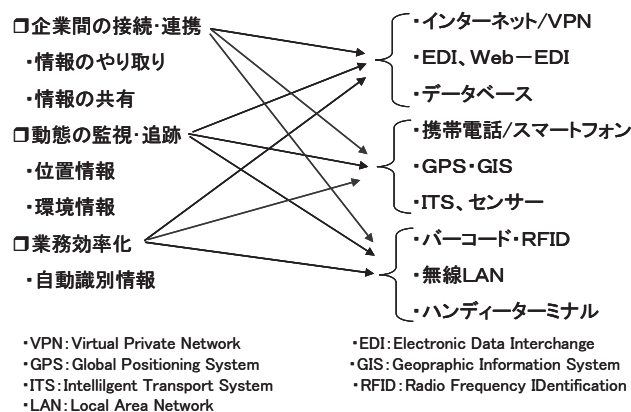 ❒企業間の接続･連携
･情報のやり取り
･情報の共有
❒動態の監視･追跡
･位置情報
･環境情報
❒業務効率化
･自動識別情報
･インターネット/VPN
･EDI、Web－EDI
･データベース
･携帯電話/スマートフォン
･GPS･GIS
･ITS、センサー
･バーコード･RFID
･無線LAN
･ハンディーターミナル
･VPN：Virtual Private Network
･EDI：Electronic Data Interchange
･GPS：Global Positioning System
･GIS：Geopraphic Information System
･ITS：Intellilgent Transport System
･RFID：Radio Frequency IDentification
･LAN：Local Area Network